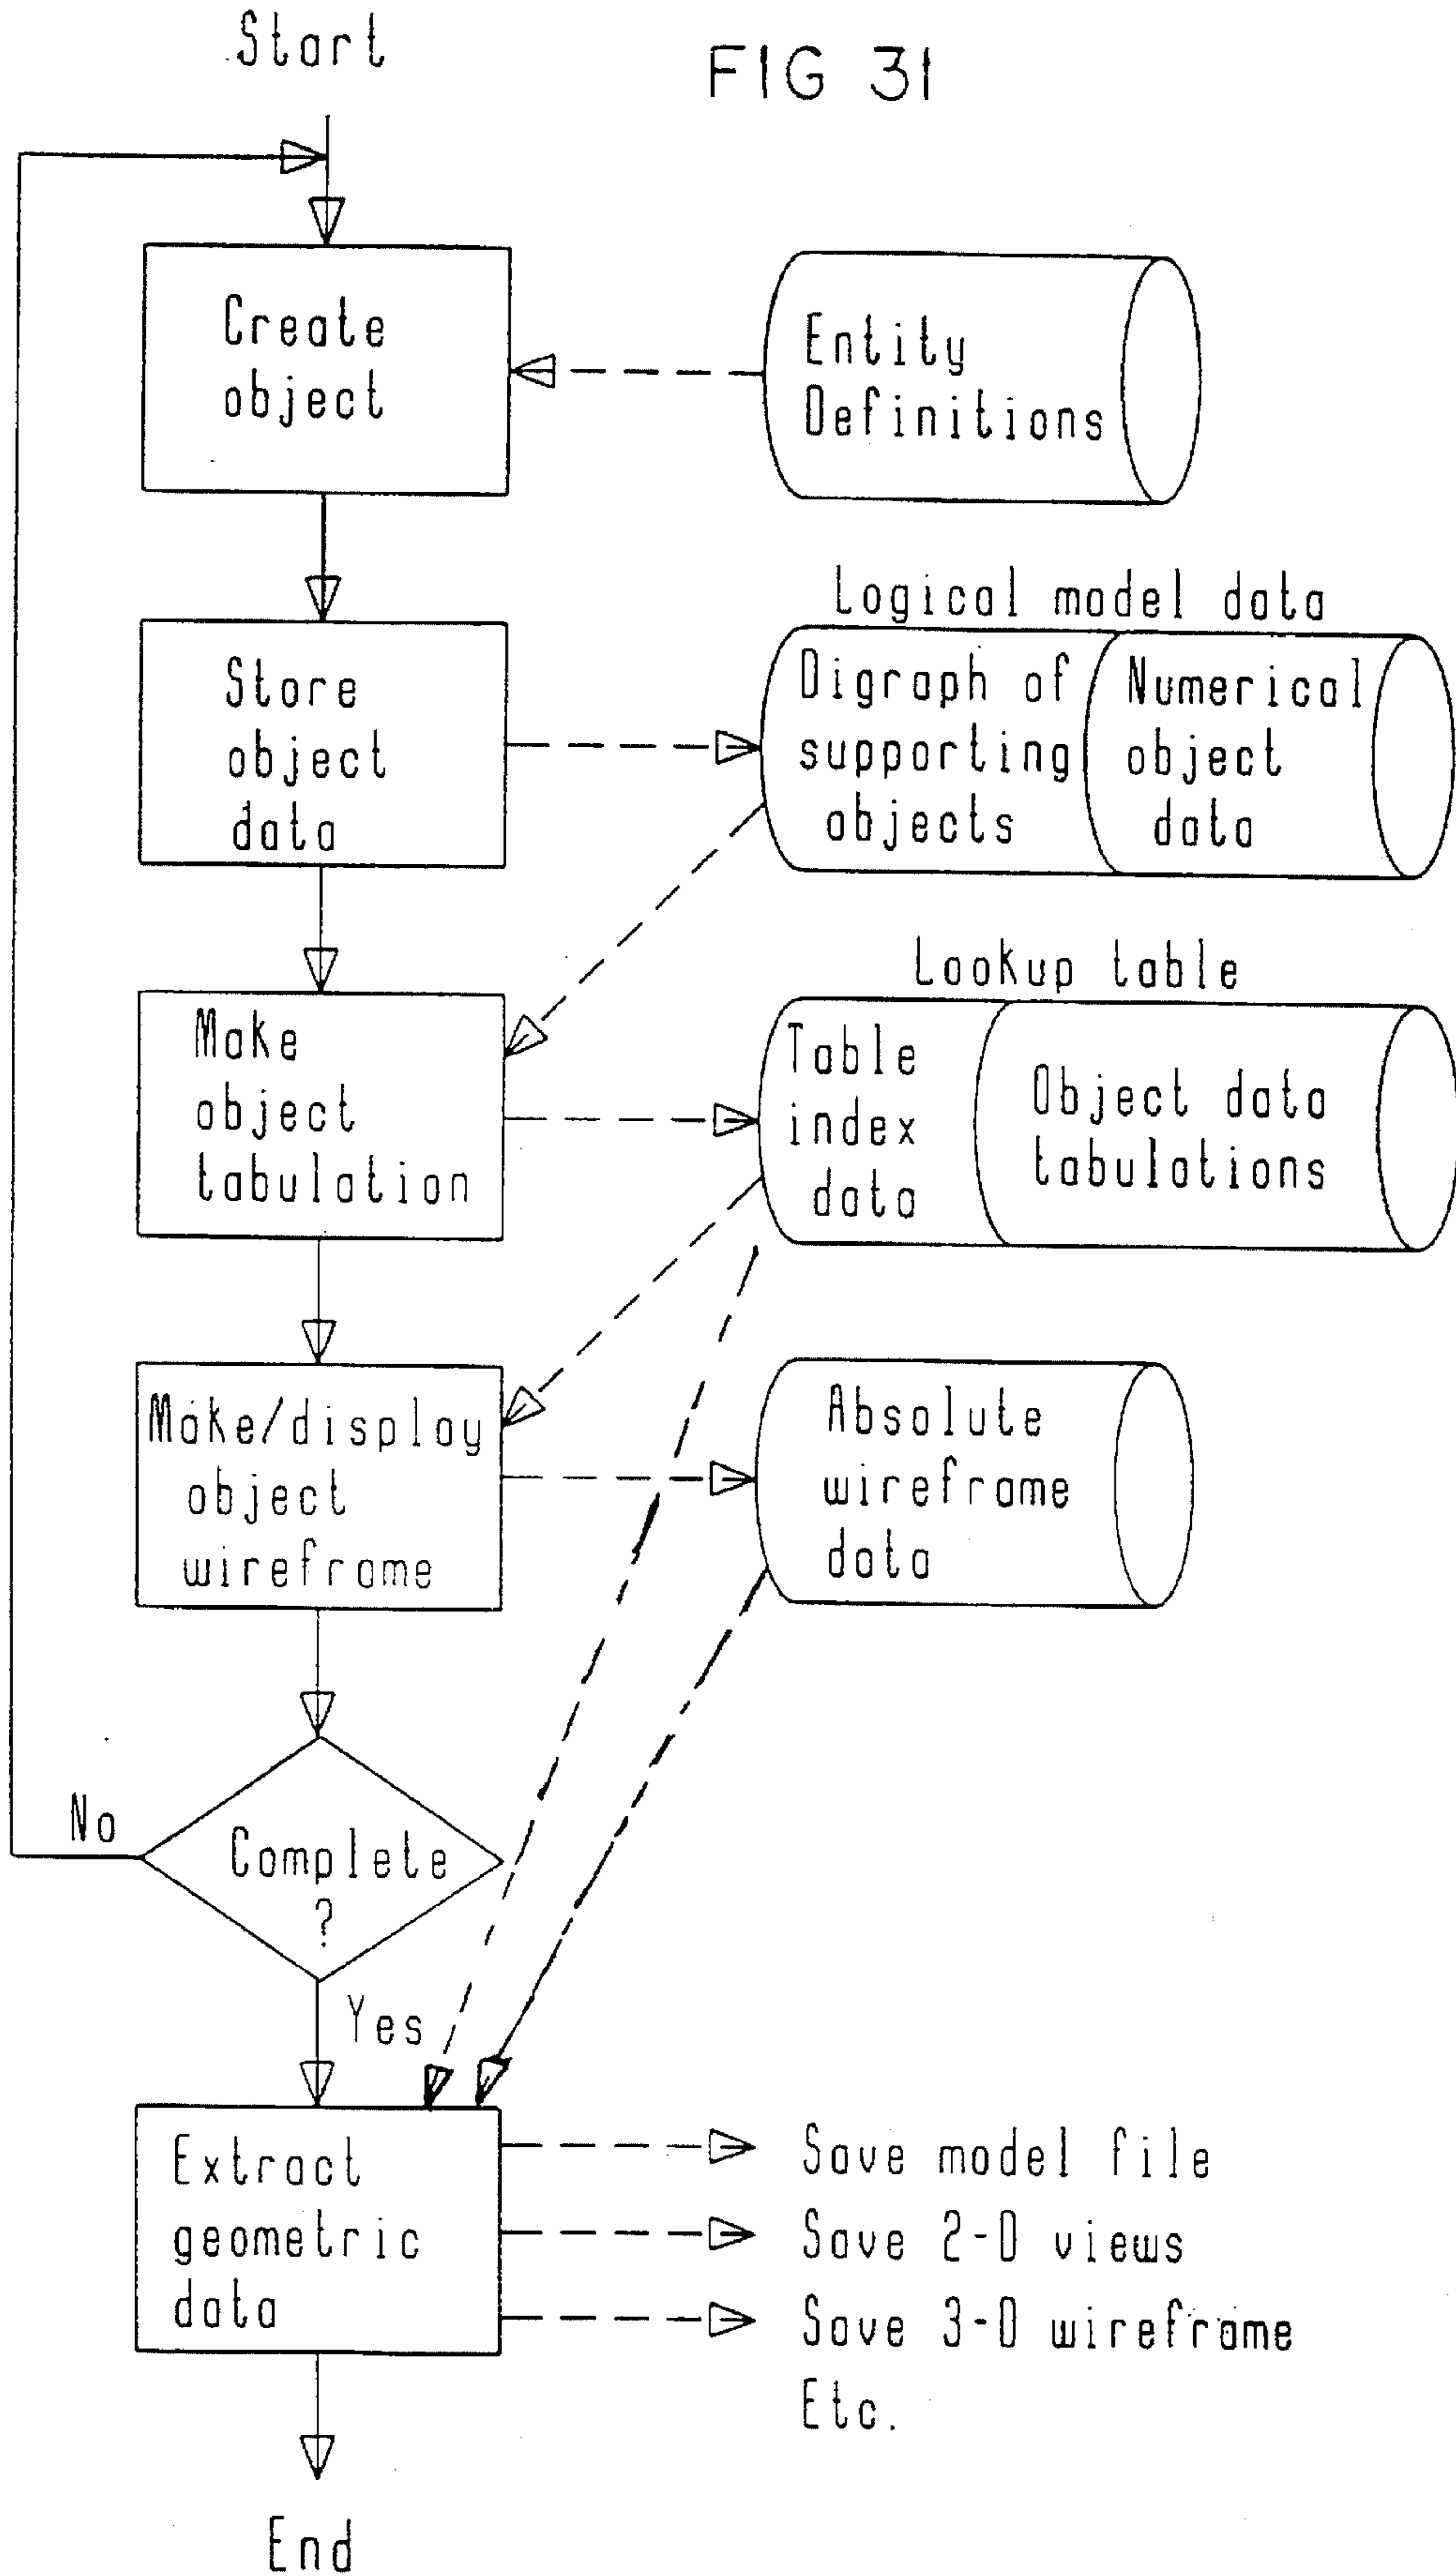 Start
FIG 31
Create
object
Entity
Definitions
Logical model data
Store
object
data
Digraph of
supporting
objects
Numerical
object
data
Lookup table
Make
object
tabulation
Table
index
data
Object data
tabulations
Make/display
object
wireframe
Absolute
wireframe
data
No
Complete
?
Yes
Extract
geometric
data
Save model file
Save 2-D views
Save 3-D wireframe
Etc.
End